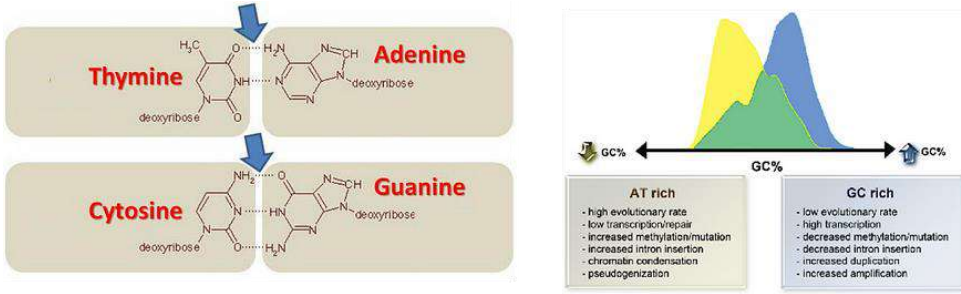 H₃C
O
H₂N
N
CH
Thymine
Adenine
NH
N
N
N
deoxyribose
N
deoxyribose
O
NH₂
O
N
CH
Cytosine
Guanine
N
HN
N
deoxyribose
N
N
deoxyribose
O
H₂N
GC%
GC%
GC%
AT rich
- high evolutionary rate
- low transcription/repair
- increased methylation/mutation
- increased intron insertion
- chromatin condensation
- pseudogenization
GC rich
- low evolutionary rate
- high transcription
- decreased methylation/mutation
- decreased intron insertion
- increased duplication
- increased amplification